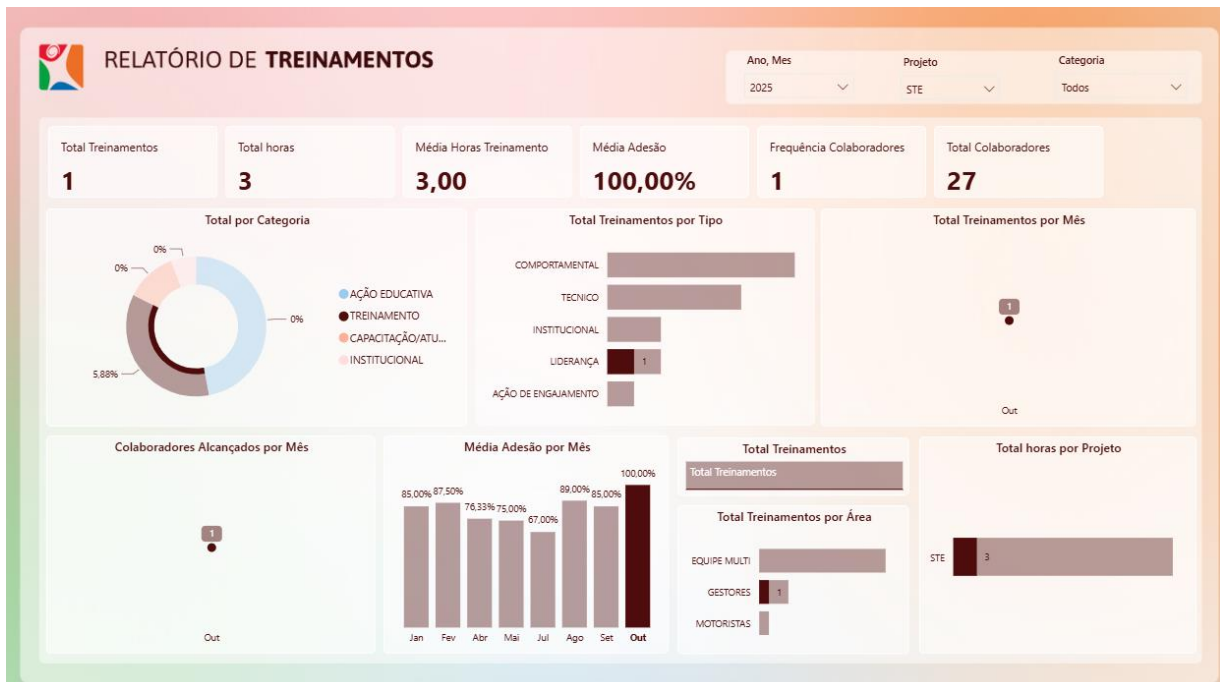 RELATÓRIO DE TREINAMENTOS
Ano, Mes
2025
Projeto
STE
Categoria
Todos
Total Treinamentos
1
Total horas
3
Média Horas Treinamento
3,00
Média Adesão
100,00%
Frequência Colaboradores
1
Total Colaboradores
27
Total por Categoria
0%
0%
0%
5,88%
AÇÃO EDUCATIVA
TREINAMENTO
CAPACITAÇÃO/ATU...
INSTITUCIONAL
Total Treinamentos por Tipo
COMPORTAMENTAL
TECNICO
INSTITUCIONAL
LIDERANÇA 1
AÇÃO DE ENGAJAMENTO
Total Treinamentos por Mês
1
Out
Colaboradores Alcançados por Mês
1
Out
Média Adesão por Mês
85,00% 87,50% 76,33% 75,00% 67,00% 89,00% 85,00% 100,00%
Jan Fev Abr Mai Jul Ago Set Out
Total Treinamentos
Total Treinamentos
Total Treinamentos por Área
EQUIPE MULTI
GESTORES 1
MOTORISTAS
Total horas por Projeto
STE 3